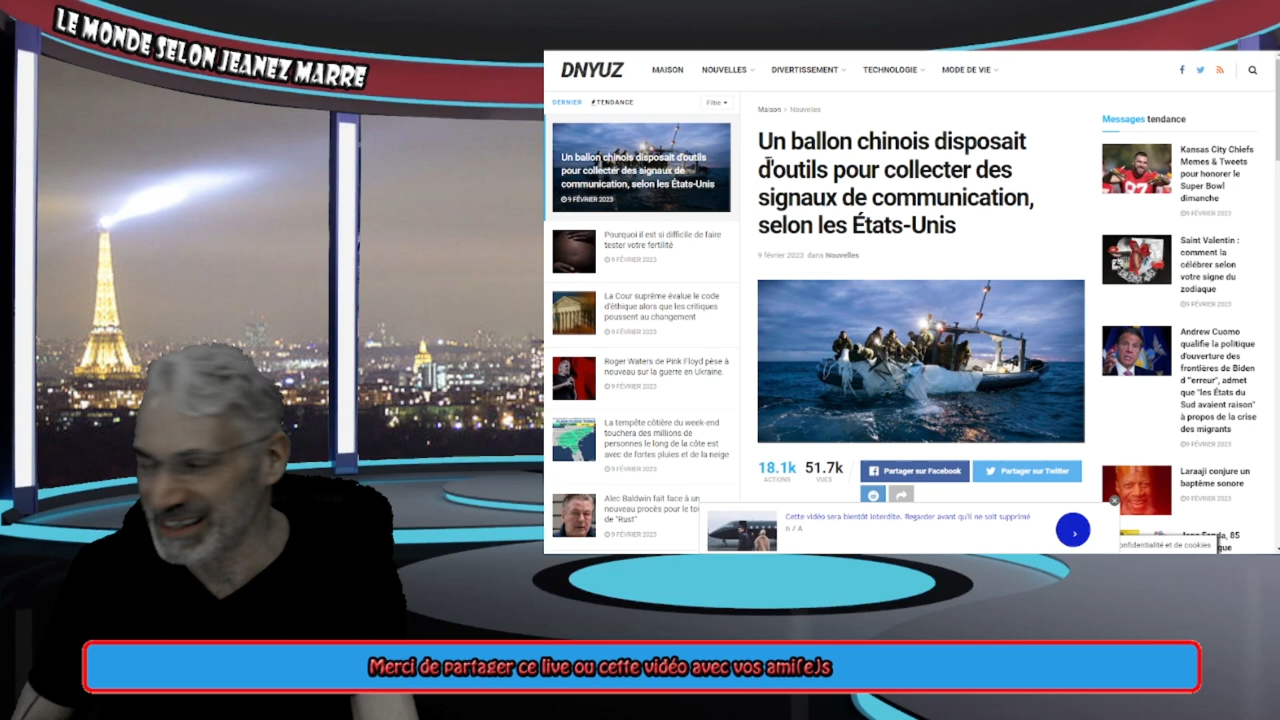 LE MONDE SELON JEANEZ MARRE
DNYUZ
MAISON
NOUVELLES
DIVERTISSEMENT
TECHNOLOGIE
MODE DE VIE
DERNIER
TENDANCE
Filtre
Un ballon chinois disposait d'outils
pour collecter des signaux de
communication, selon les États-Unis
9 FÉVRIER 2023
Pourquoi il est si difficile de faire
tester votre fertilité
9 FÉVRIER 2023
La Cour suprême évalue le code
d'éthique alors que les critiques
poussent au changement
9 FÉVRIER 2023
Roger Waters de Pink Floyd pèse à
nouveau sur la guerre en Ukraine.
9 FÉVRIER 2023
La tempête côtière du week-end
touchera des millions de
personnes le long de la côte est
avec de fortes pluies et de la neige
9 FÉVRIER 2023
Alec Baldwin fait face à un
nouveau procès pour le to
de "Rust"
9 FÉVRIER 2023
Maison > Nouvelles
Un ballon chinois disposait
d'outils pour collecter des
signaux de communication,
selon les États-Unis
9 février 2023 dans Nouvelles
18.1k
ACTIONS
51.7k
VUES
Partager sur Facebook
Partager sur Twitter
Cette vidéo sera bientôt interdite. Regarder avant qu'il ne soit supprimé
n / A
Messages tendance
Kansas City Chiefs
Memes & Tweets
pour honorer le
Super Bowl
dimanche
9 FÉVRIER 2023
Saint Valentin :
comment la
célébrer selon
votre signe du
zodiaque
9 FÉVRIER 2023
Andrew Cuomo
qualifie la politique
d'ouverture des
frontières de Biden
d "erreur", admet
que "les États du
Sud avaient raison"
à propos de la crise
des migrants
9 FÉVRIER 2023
Laraaji conjure un
baptême sonore
9 FÉVRIER 2023
Jane Fonda, 85
que
onfidentialité et de cookies
Merci de partager ce live ou cette vidéo avec vos ami(e)s